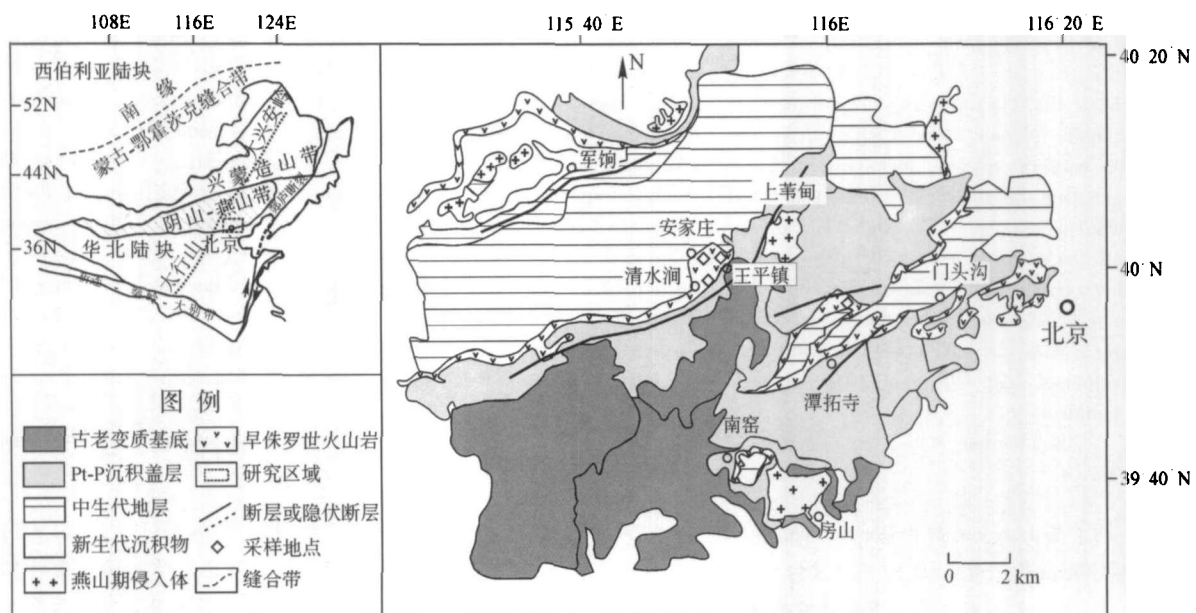 108E 116E 124E
115 40E 116E 116 20 E
西伯利亚陆块
南缘
蒙古-鄂霍茨克缝合带
大兴安岭
兴蒙造山带
阴山-燕山带
北京
华北陆块
太行山
52N
44N
36N
N
40 20N
40 N
39 40N
军饷
上苇甸
安家庄
清水涧
王平镇
门头沟
北京
潭拓寺
南窑
房山
0 2 km
图例
古老变质基底
早侏罗世火山岩
Pt-P沉积盖层
研究区域
中生代地层
断层或隐伏断层
新生代沉积物
采样地点
燕山期侵入体
缝合带